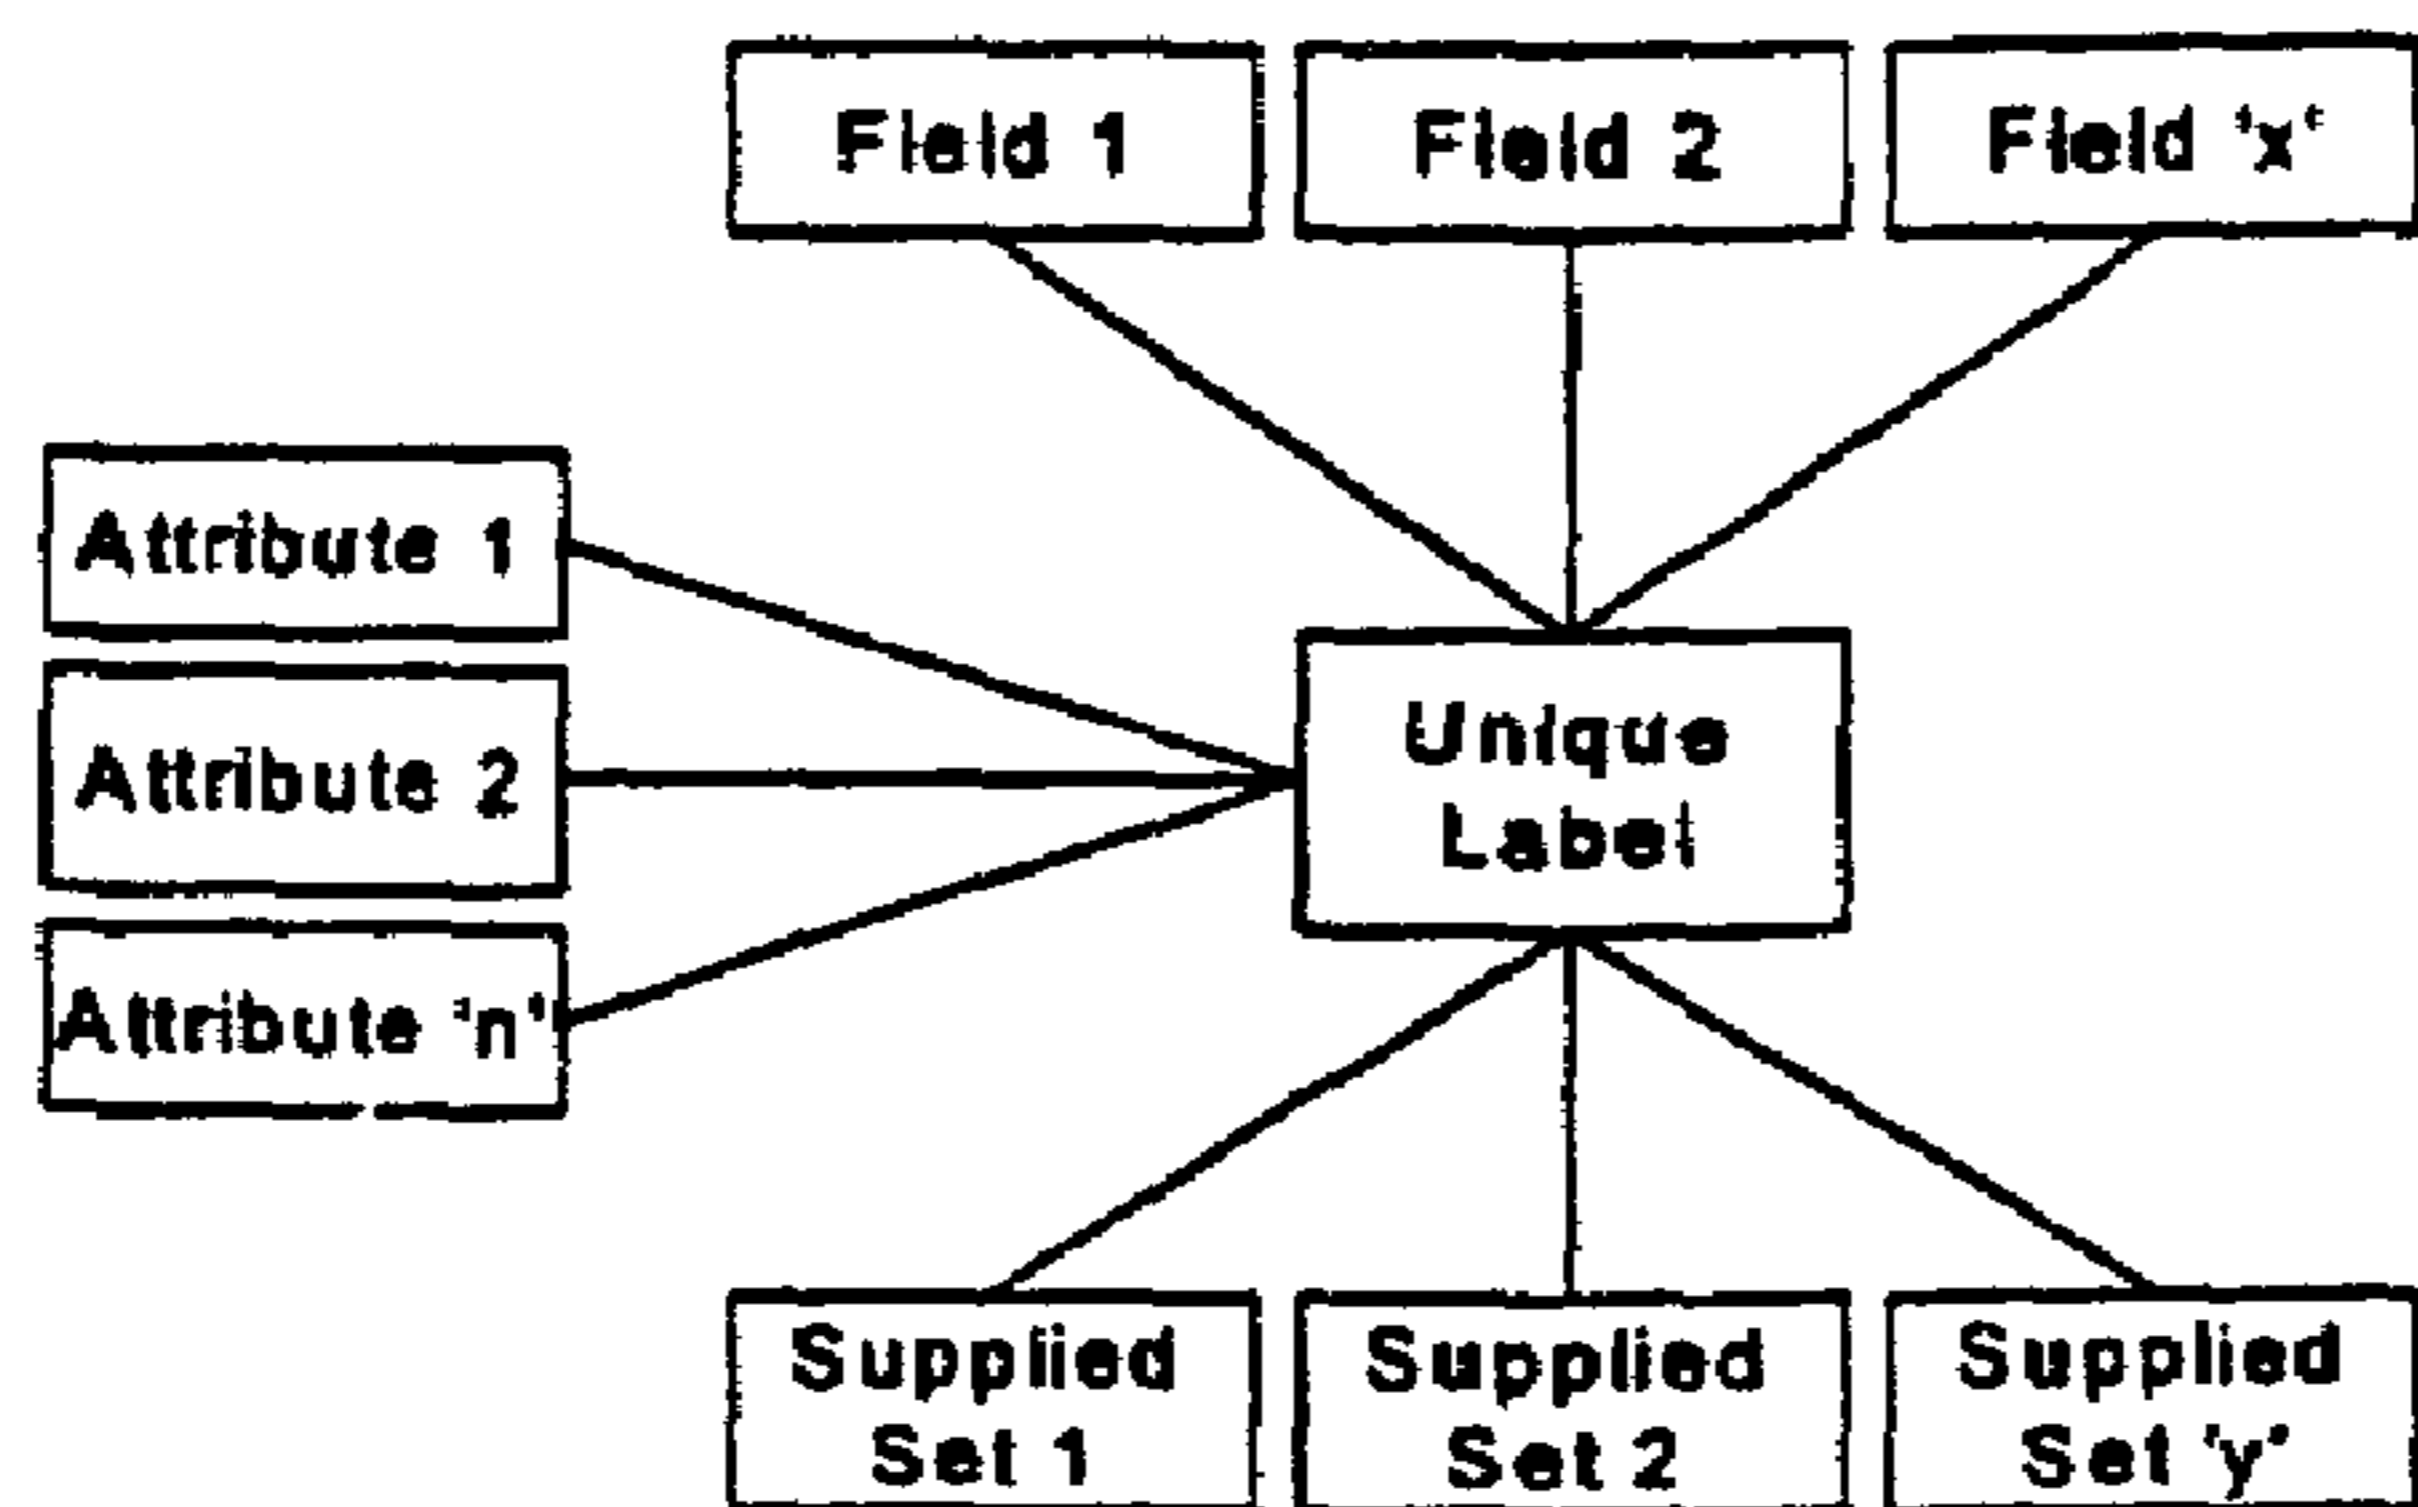 Field 1
Field 2
Field 'x'
Attribute 1
Attribute 2
Attribute 'n'
Unique
Label
Supplied
Set 1
Supplied
Set 2
Supplied
Set 'y'